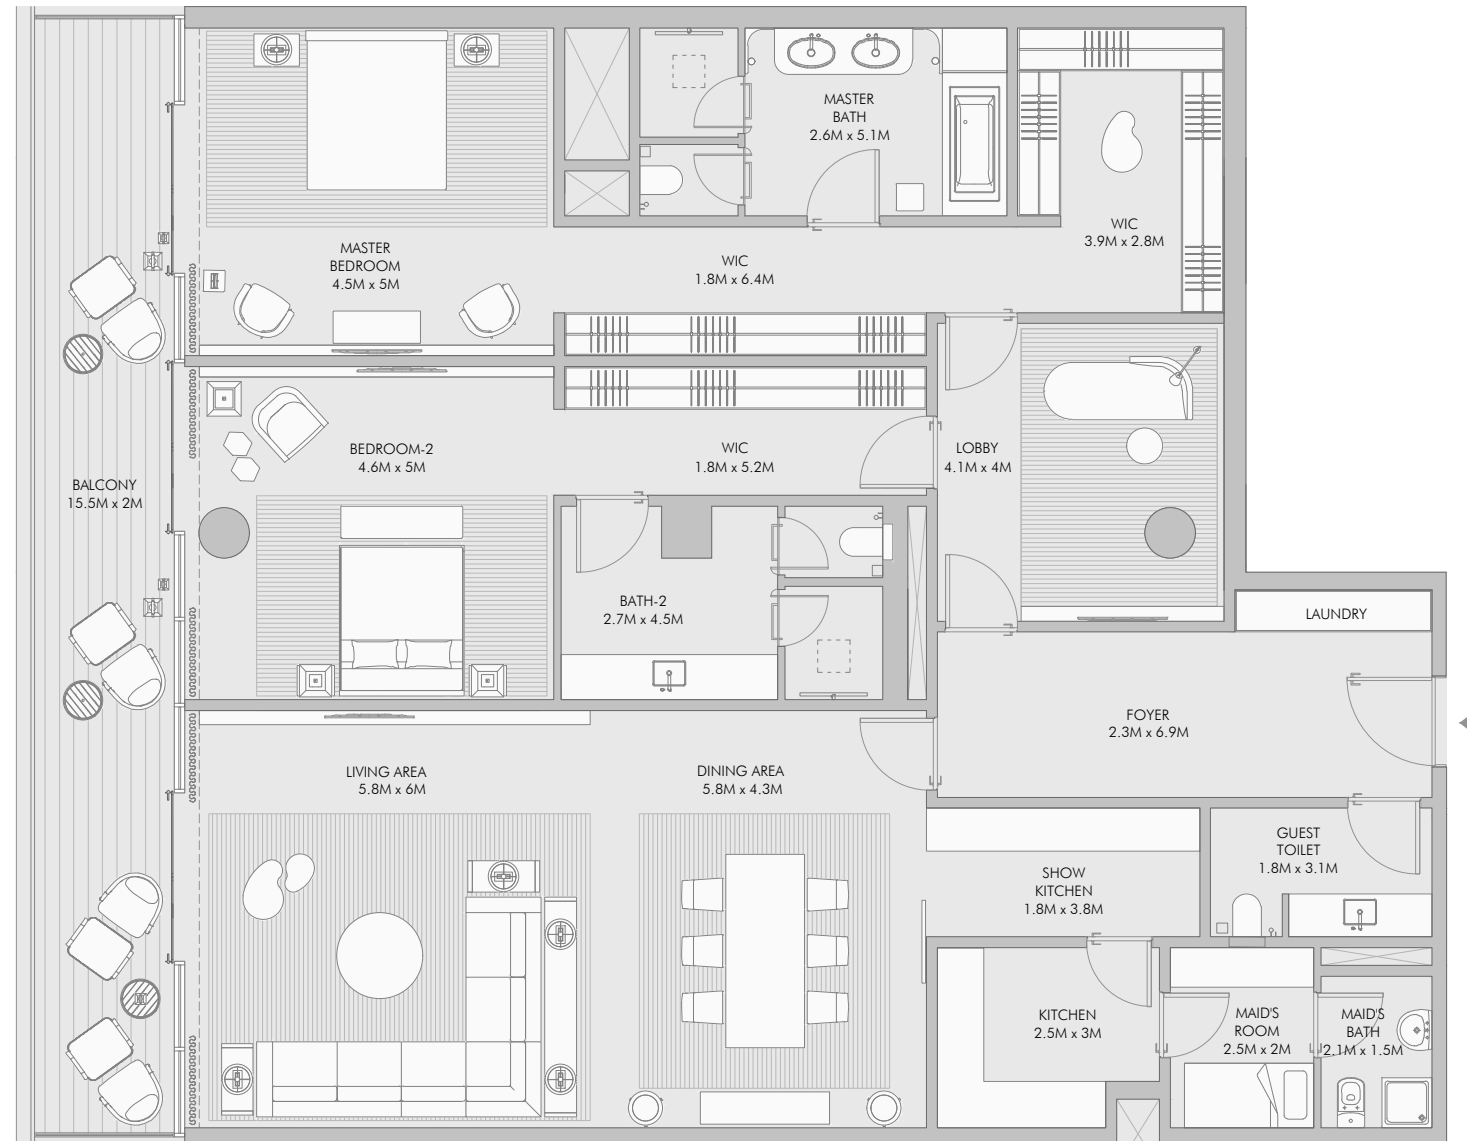 MASTER
BATH
2.6M x 5.1M
WIC
3.9M x 2.8M
MASTER
BEDROOM
4.5M x 5M
WIC
1.8M x 6.4M
BEDROOM-2
4.6M x 5M
WIC
1.8M x 5.2M
LOBBY
4.1M x 4M
BALCONY
15.5M x 2M
BATH-2
2.7M x 4.5M
LAUNDRY
FOYER
2.3M x 6.9M
LIVING AREA
5.8M x 6M
DINING AREA
5.8M x 4.3M
GUEST
TOILET
1.8M x 3.1M
SHOW
KITCHEN
1.8M x 3.8M
KITCHEN
2.5M x 3M
MAID'S
ROOM
2.5M x 2M
MAID'S
BATH
2.1M x 1.5M